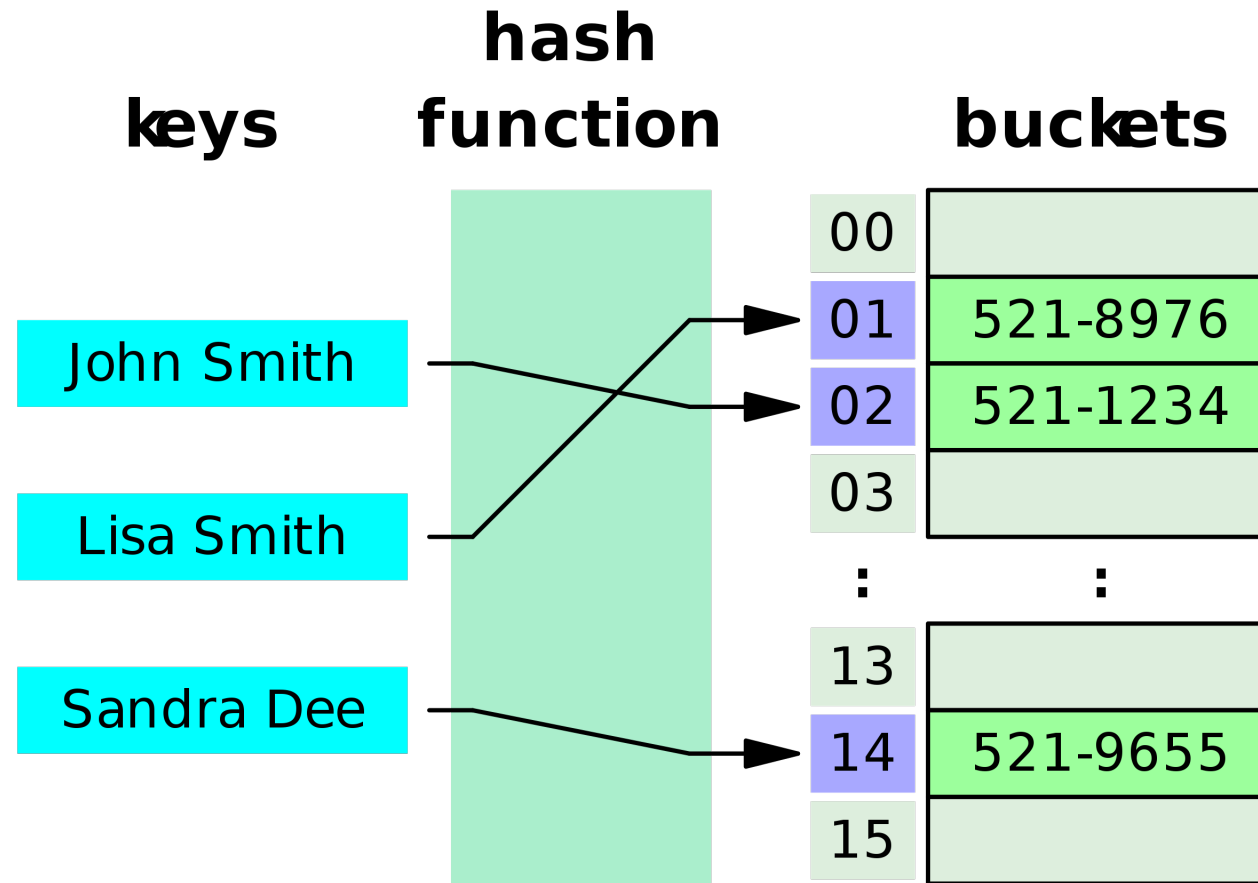 hash
keys function buckets
00
01 521-8976
John Smith
02 521-1234
03
Lisa Smith
: :
13
Sandra Dee
14 521-9655
15